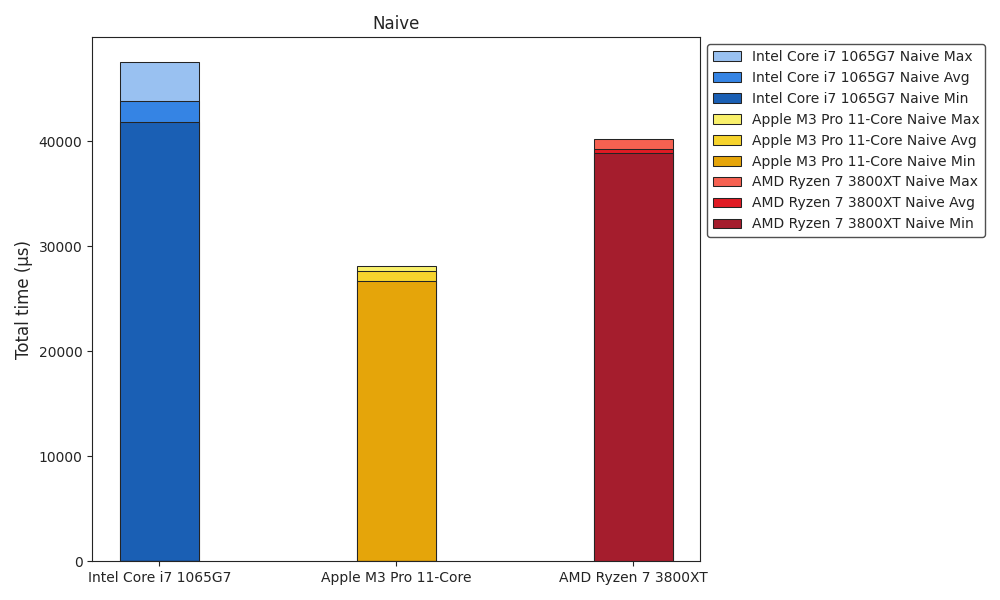 Naive
Intel Core i7 1065G7 Naive Max
Intel Core i7 1065G7 Naive Avg
Intel Core i7 1065G7 Naive Min
Apple M3 Pro 11-Core Naive Max
Apple M3 Pro 11-Core Naive Avg
Apple M3 Pro 11-Core Naive Min
AMD Ryzen 7 3800XT Naive Max
AMD Ryzen 7 3800XT Naive Avg
AMD Ryzen 7 3800XT Naive Min
Total time (μs)
40000
30000
20000
10000
0
Intel Core i7 1065G7
Apple M3 Pro 11-Core
AMD Ryzen 7 3800XT